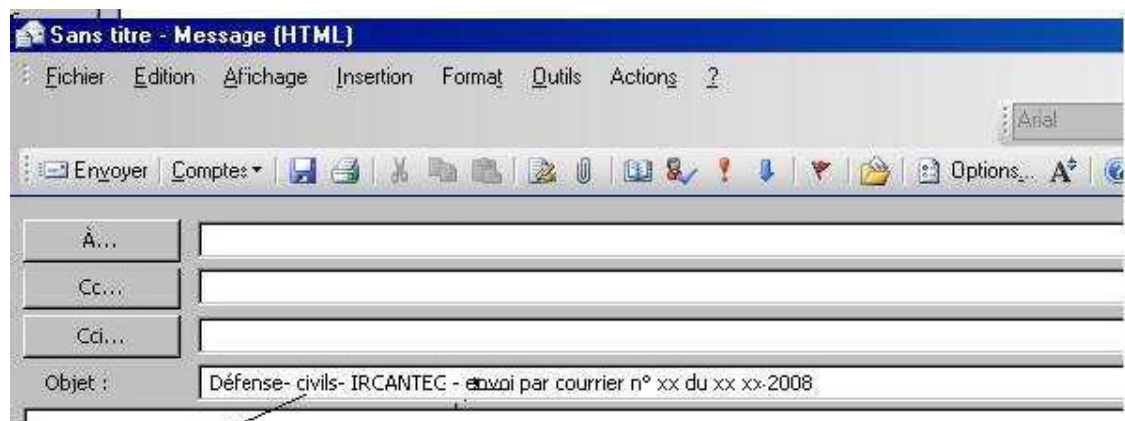 Sans titre - Message (HTML)
Fichier Edition Afichage Insertion Format Outils Actions ?
Arial
Envoyer Comptes Options... A
À...
Cc...
Cci...
Objet : Défense- civils- IRCANTEC - envoi par courrier n° xx du xx xx-2008